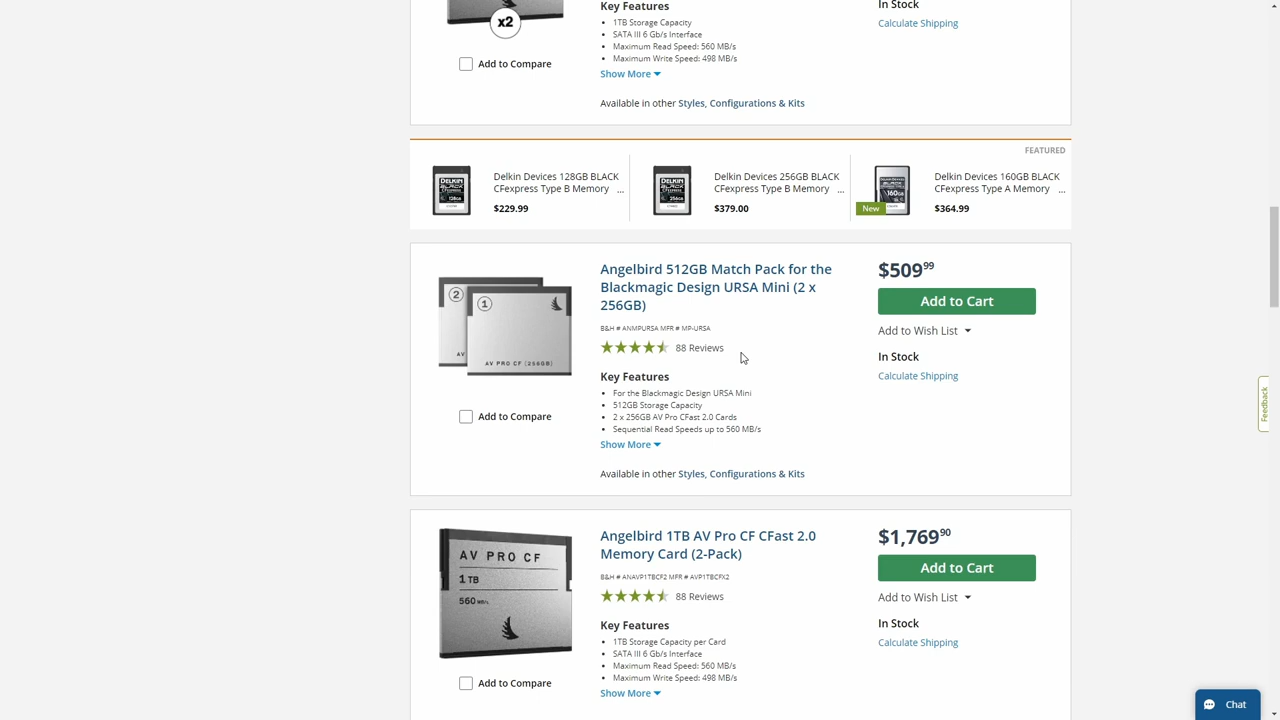 x2
Add to Compare
Key Features
1TB Storage Capacity
SATA III 6 Gb/s Interface
Maximum Read Speed: 560 MB/s
Maximum Write Speed: 498 MB/s
Show More
Available in other Styles, Configurations & Kits
In Stock
Calculate Shipping
FEATURED
Delkin Devices 128GB BLACK
CFexpress Type B Memory ...
$229.99
Delkin Devices 256GB BLACK
CFexpress Type B Memory ...
$379.00
New
Delkin Devices 160GB BLACK
CFexpress Type A Memory ...
$364.99
2
1
AV
AV PRO CF (256GB)
Add to Compare
Angelbird 512GB Match Pack for the
Blackmagic Design URSA Mini (2 x
256GB)
B&H # ANMPURSA MFR # MP-URSA
88 Reviews
Key Features
For the Blackmagic Design URSA Mini
512GB Storage Capacity
2 x 256GB AV Pro CFast 2.0 Cards
Sequential Read Speeds up to 560 MB/s
Show More
Available in other Styles, Configurations & Kits
$509 99
Add to Cart
Add to Wish List
In Stock
Calculate Shipping
Feedback
AV PRO CF
1TB
560 MB/s
Add to Compare
Angelbird 1TB AV Pro CF CFast 2.0
Memory Card (2-Pack)
B&H # ANAVP1TBCF2 MFR # AVP1TBCFX2
88 Reviews
Key Features
1TB Storage Capacity per Card
SATA III 6 Gb/s Interface
Maximum Read Speed: 560 MB/s
Maximum Write Speed: 498 MB/s
Show More
$1,769 90
Add to Cart
Add to Wish List
In Stock
Calculate Shipping
Chat